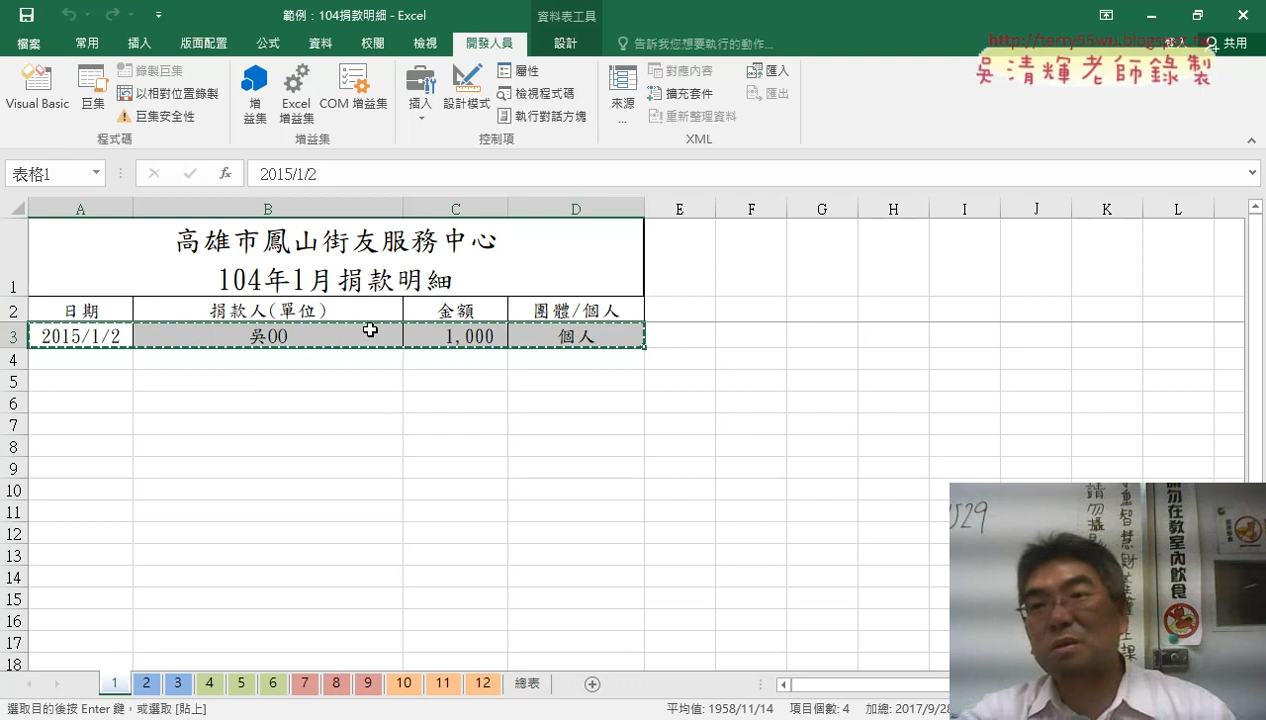 範例：104捐款明細 - Excel
資料表工具
檔案
常用
插入
版面配置
公式
資料
校閱
檢視
開發人員
設計
告訴我您想要執行的動作...
登入
共用
http://terry55wu.blogspot.tw
吳清輝老師錄製
Visual Basic
巨集
錄製巨集
以相對位置錄製
巨集安全性
程式碼
增益集
Excel 增益集
COM 增益集
增益集
插入
設計模式
屬性
檢視程式碼
執行對話方塊
控制項
來源...
對應內容
擴充套件
重新整理資料
匯入
匯出
XML
表格1
fx
2015/1/2
A B C D E F G H I J K L
1
高雄市鳳山街友服務中心
104年1月捐款明細
2 日期 捐款人(單位) 金額 團體/個人
3 2015/1/2 吳OO 1,000 個人
4
5
6
7
8
9
10
11
12
13
14
15
16
17
18
請勿在教室內飲食
重智慧財產
請勿攝
529
1 2 3 4 5 6 7 8 9 10 11 12 總表
選取目的後按 Enter 鍵，或選取 [貼上]
平均值: 1958/11/14
項目個數: 4
加總: 2017/9/28